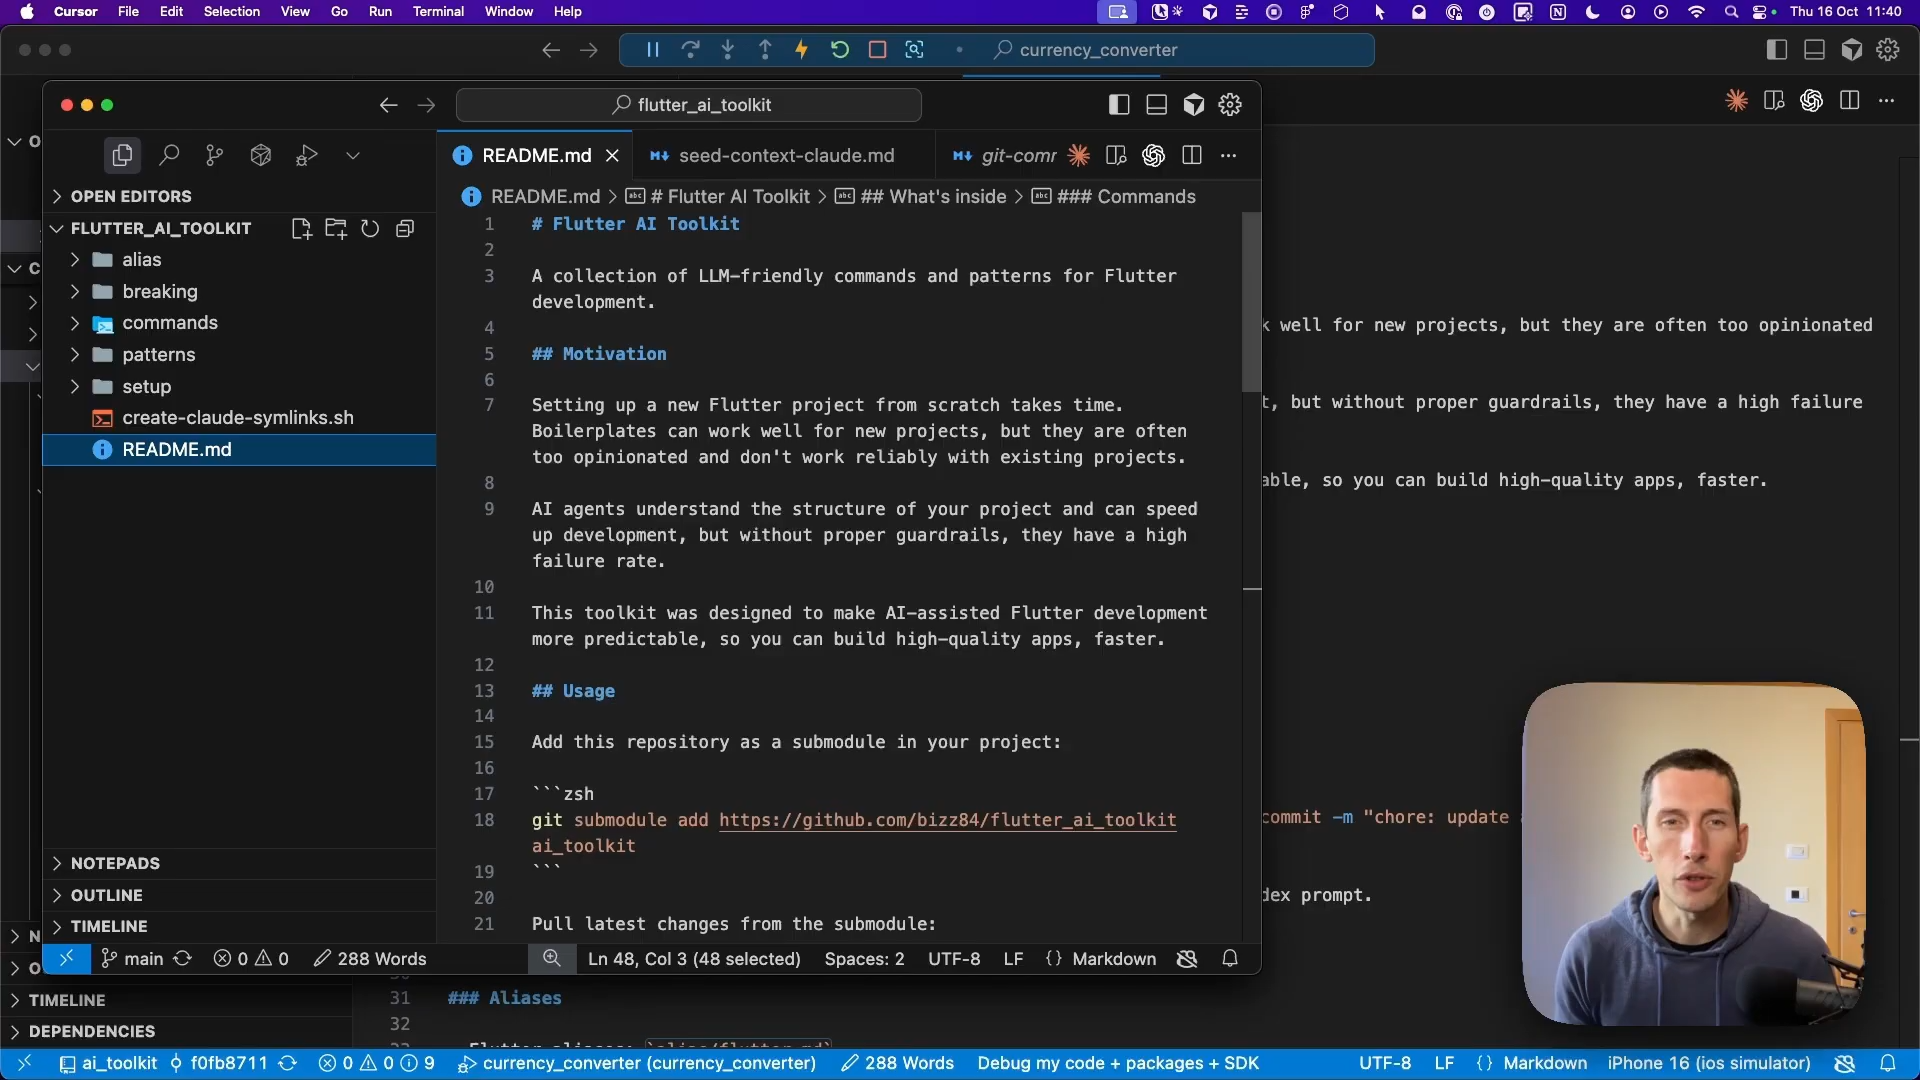 Cursor File Edit Selection View Go Run Terminal Window Help
Thu 16 Oct 11:40
currency_converter
flutter_ai_toolkit
README.md
seed-context-claude.md
git-comr
OPEN EDITORS
FLUTTER_AI_TOOLKIT
alias
breaking
commands
patterns
setup
create-claude-symlinks.sh
README.md
NOTEPADS
OUTLINE
TIMELINE
README.md > # Flutter AI Toolkit > ## What's inside > ### Commands
1 # Flutter AI Toolkit
2
3 A collection of LLM-friendly commands and patterns for Flutter
development.
4
5 ## Motivation
6
7 Setting up a new Flutter project from scratch takes time.
Boilerplates can work well for new projects, but they are often
too opinionated and don't work reliably with existing projects.
8
9 AI agents understand the structure of your project and can speed
up development, but without proper guardrails, they have a high
failure rate.
10
11 This toolkit was designed to make AI-assisted Flutter development
more predictable, so you can build high-quality apps, faster.
12
13 ## Usage
14
15 Add this repository as a submodule in your project:
16
17 ```zsh
18 git submodule add https://github.com/bizz84/flutter_ai_toolkit
ai_toolkit
19 ```
20
21 Pull latest changes from the submodule:
main 0 0 288 Words Ln 48, Col 3 (48 selected) Spaces: 2 UTF-8 LF {} Markdown
k well for new projects, but they are often too opinionated
t, but without proper guardrails, they have a high failure
able, so you can build high-quality apps, faster.
commit -m "chore: update
dex prompt.
O
C
N
O
TIMELINE
DEPENDENCIES
31 ### Aliases
32
ai_toolkit f0fb8711 0 0 9 currency_converter (currency_converter) 288 Words Debug my code + packages + SDK UTF-8 LF {} Markdown iPhone 16 (ios simulator)